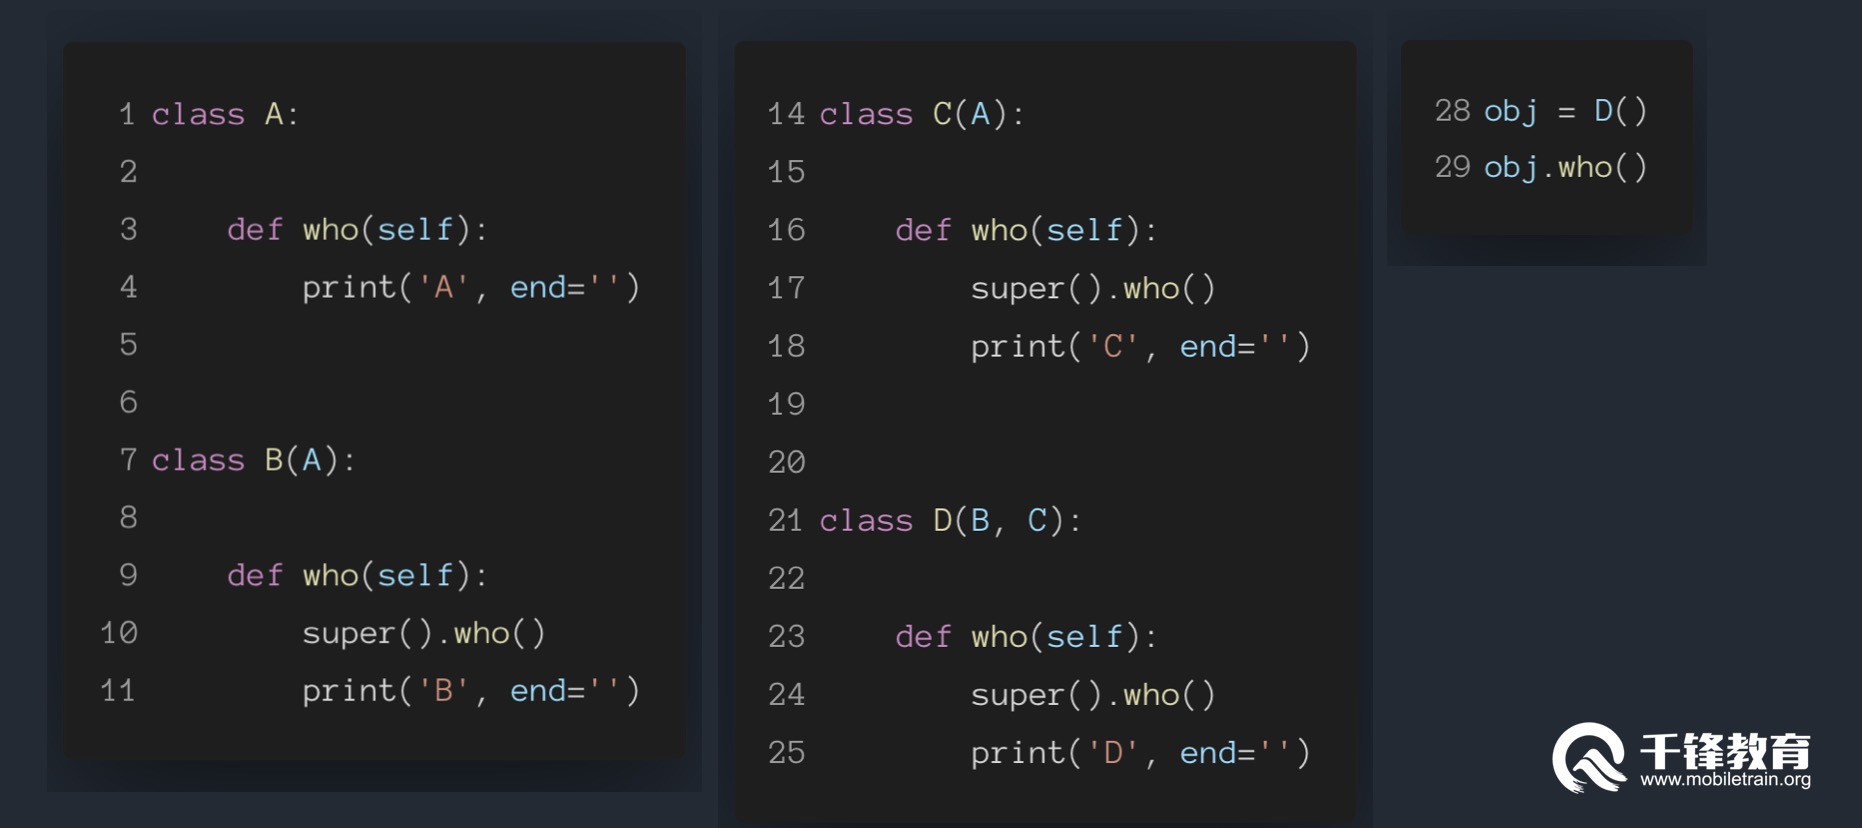 1 class A:
2
3     def who(self):
4         print('A', end='')
5
6
7 class B(A):
8
9     def who(self):
10         super().who()
11         print('B', end='')
14 class C(A):
15
16     def who(self):
17         super().who()
18         print('C', end='')
19
20
21 class D(B, C):
22
23     def who(self):
24         super().who()
25         print('D', end='')
28 obj = D()
29 obj.who()
千锋教育
www.mobiletrain.org